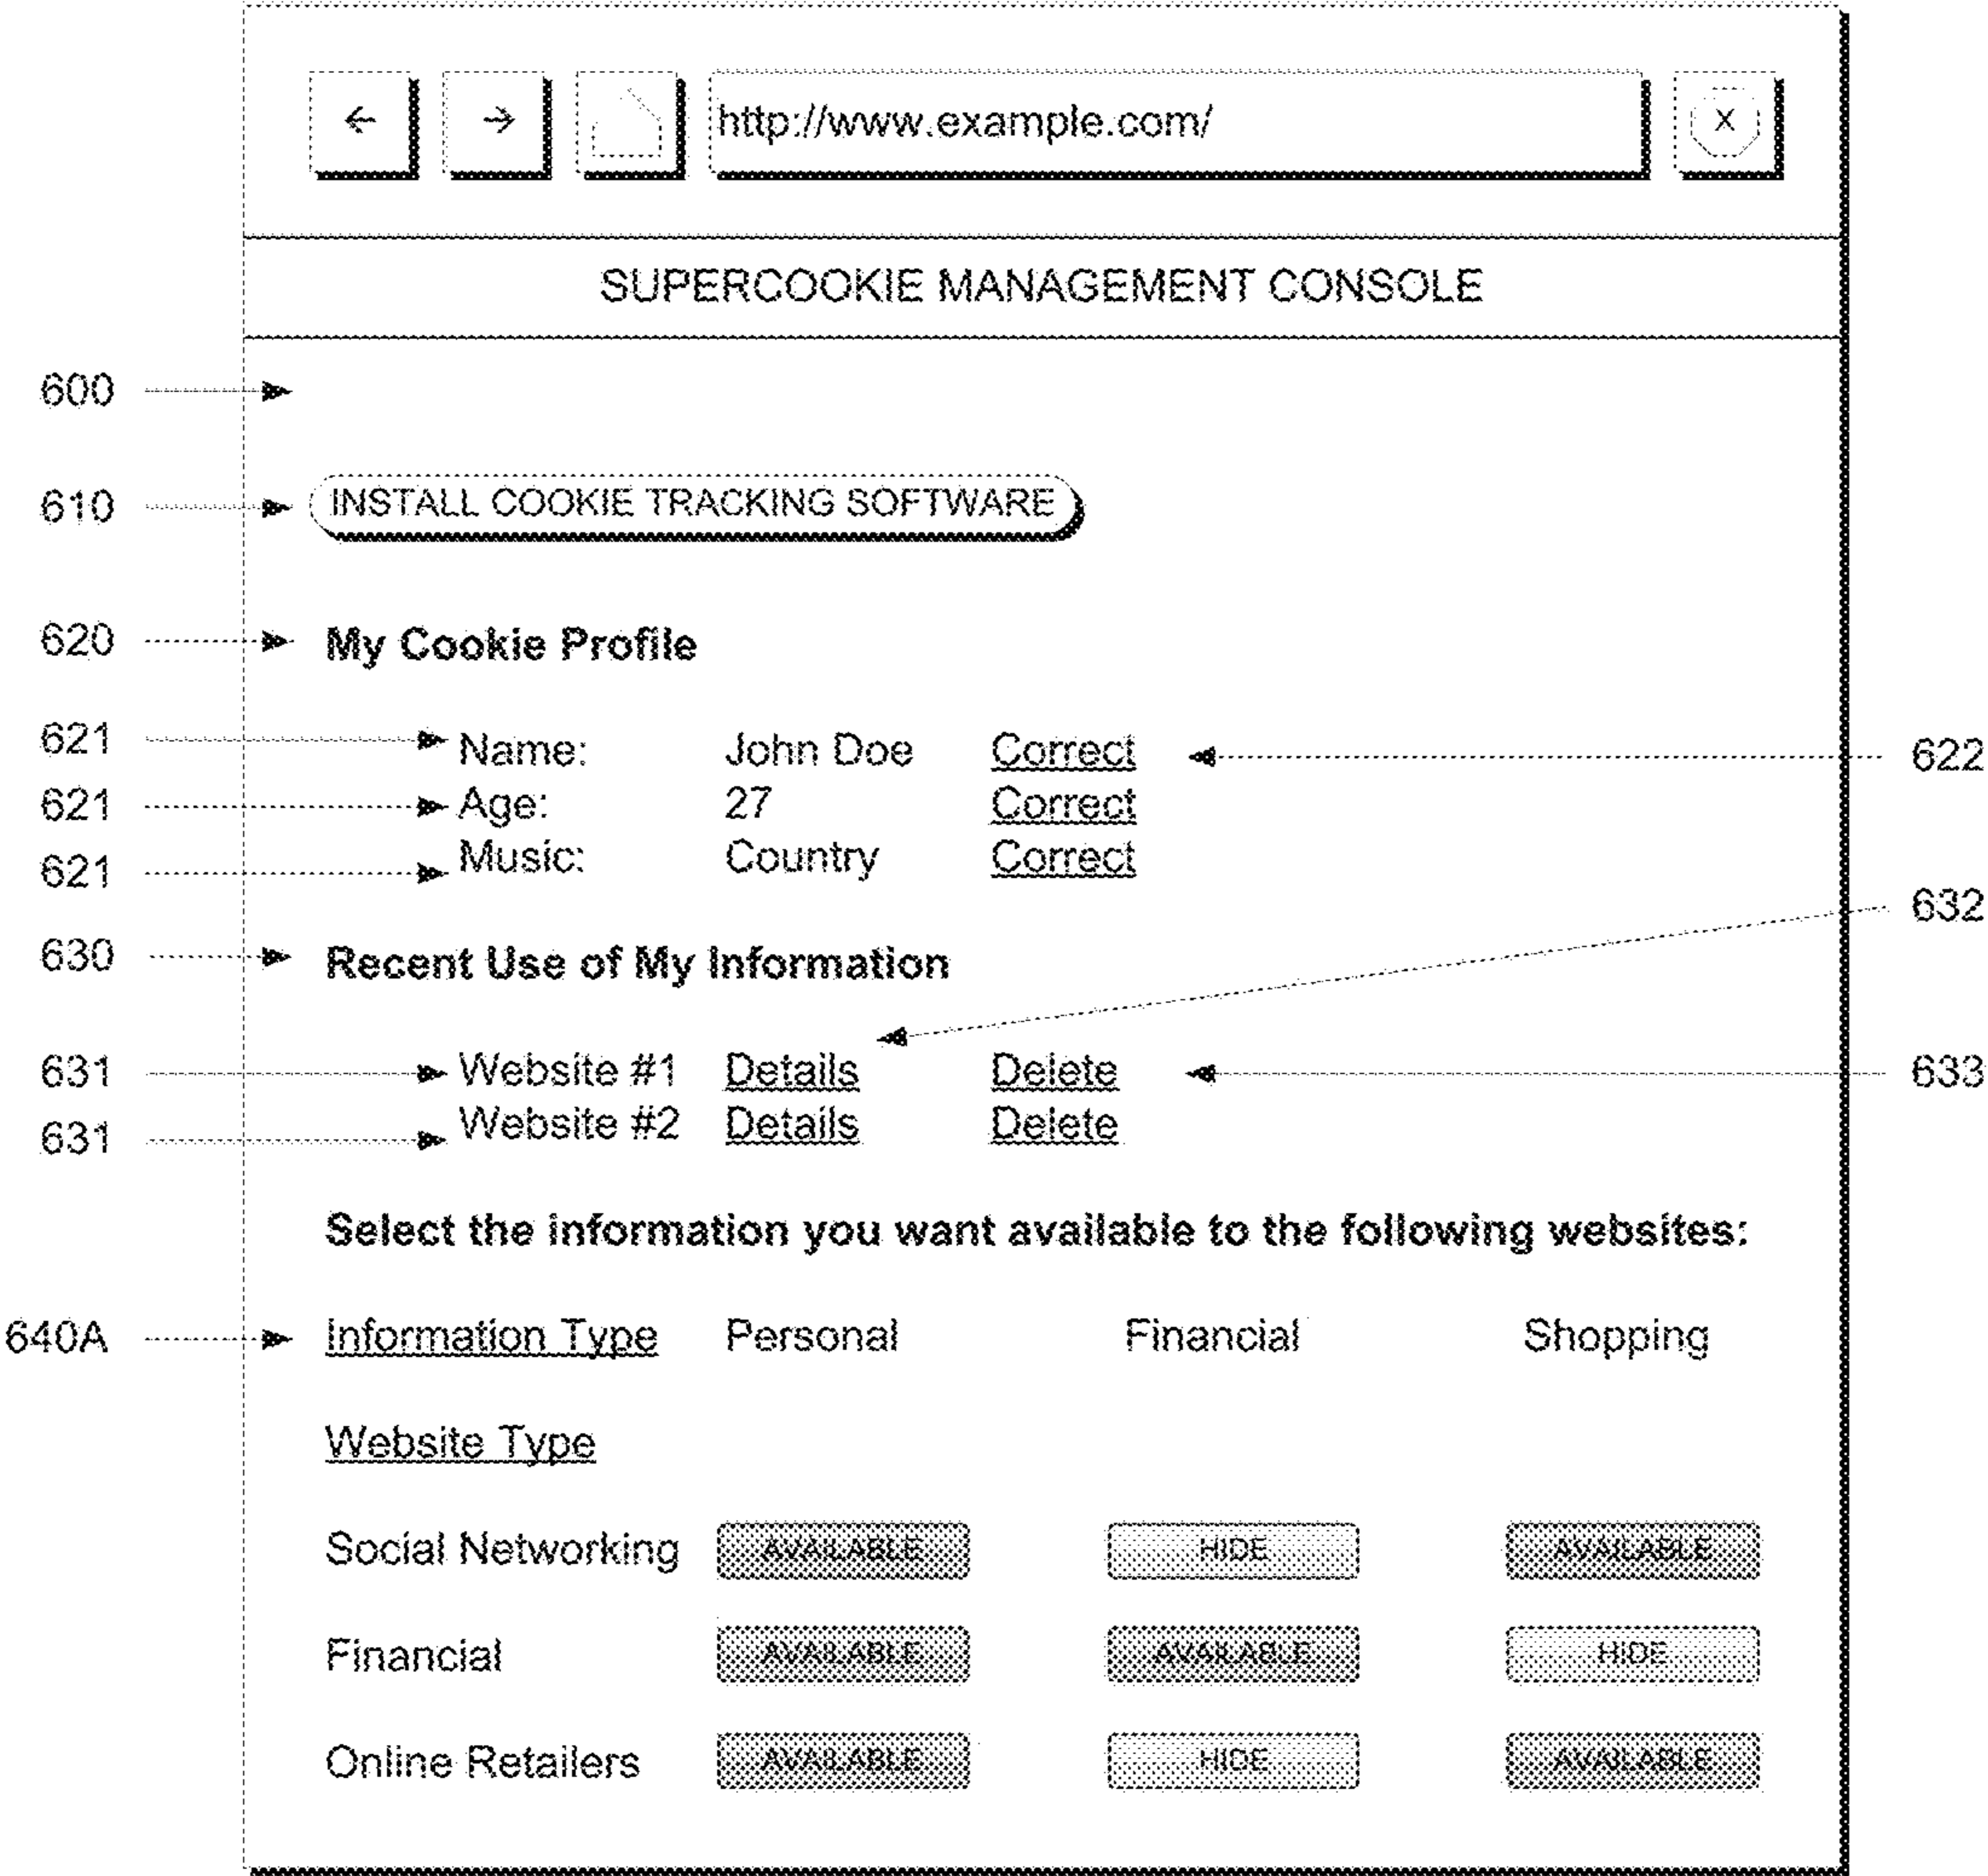 ← → http://www.example.com/ X
SUPERCOOKIE MANAGEMENT CONSOLE
600
610 INSTALL COOKIE TRACKING SOFTWARE
620 My Cookie Profile
621 Name: John Doe Correct 622
621 Age: 27 Correct
621 Music: Country Correct
632
630 Recent Use of My Information
631 Website #1 Details Delete 633
631 Website #2 Details Delete
Select the information you want available to the following websites:
640A Information Type Personal Financial Shopping
Website Type
Social Networking AVAILABLE HIDE AVAILABLE
Financial AVAILABLE AVAILABLE HIDE
Online Retailers AVAILABLE HIDE AVAILABLE